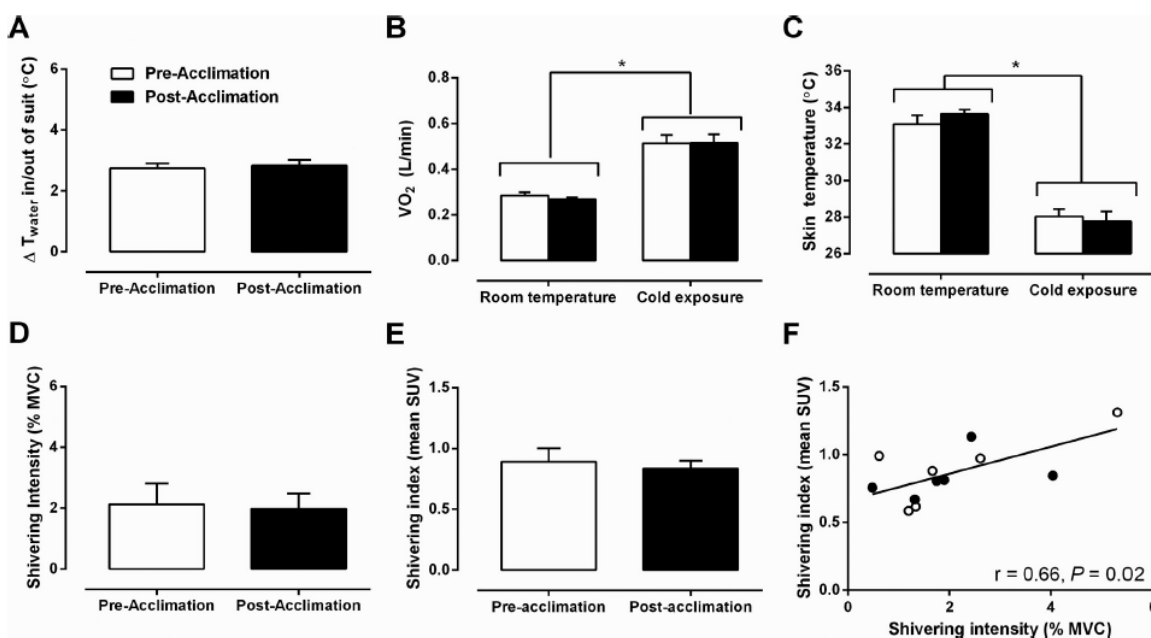 A
B
C
Δ T water in/out of suit (°C)
6
4
2
0
Pre-Acclimation
Post-Acclimation
Pre-Acclimation
Post-Acclimation
VO2 (L/min)
0.8
0.6
0.4
0.2
0.0
*
Room temperature
Cold exposure
Skin temperature (°C)
36
34
32
30
28
26
*
Room temperature
Cold exposure
D
E
F
Shivering Intensity (% MVC)
6
4
2
0
Pre-Acclimation
Post-Acclimation
Shivering index (mean SUV)
1.5
1.0
0.5
0.0
Pre-acclimation
Post-acclimation
Shivering index (mean SUV)
1.5
1.0
0.5
0.0
r = 0.66, P = 0.02
0
2
4
6
Shivering intensity (% MVC)